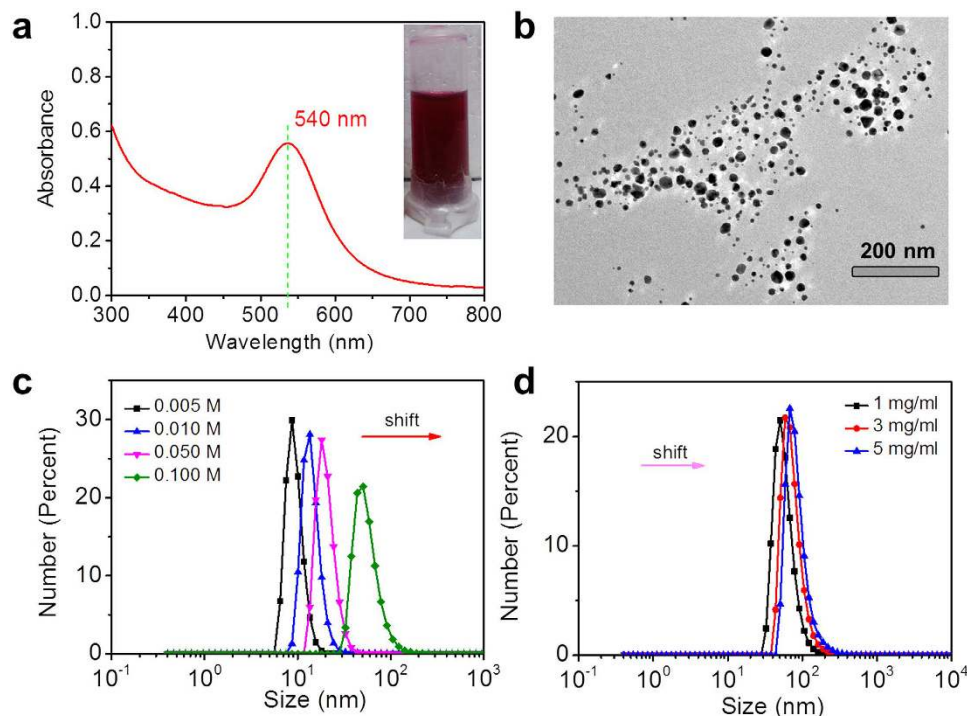 a
1.0
0.8
0.6
0.4
0.2
0.0
Absorbance
540 nm
300 400 500 600 700 800
Wavelength (nm)
b
200 nm
c
30
20
10
0
Number (Percent)
0.005 M
0.010 M
0.050 M
0.100 M
shift
10-1 100 101 102 103
Size (nm)
d
20
10
0
Number (Percent)
1 mg/ml
3 mg/ml
5 mg/ml
shift
10-1 100 101 102 103
Size (nm)